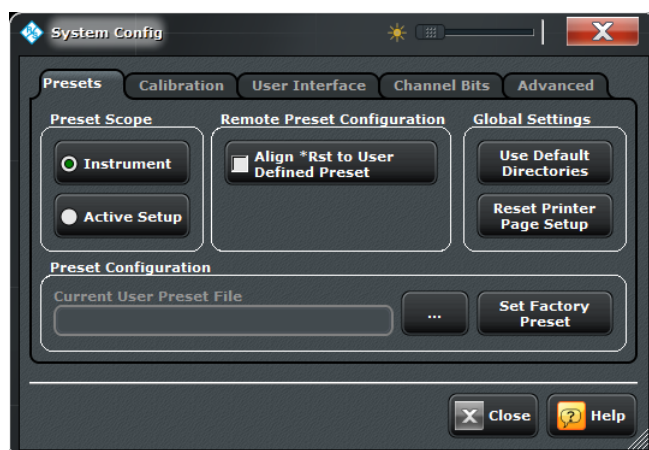 System Config
Presets
Calibration
User Interface
Channel Bits
Advanced
Preset Scope
Instrument
Active Setup
Remote Preset Configuration
Align *Rst to User
Defined Preset
Global Settings
Use Default
Directories
Reset Printer
Page Setup
Preset Configuration
Current User Preset File
...
Set Factory
Preset
X Close
? Help